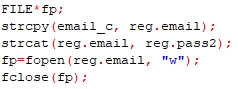 FILE*fp;
strcpy(email_c, reg.email);
strcat(reg.email, reg.pass2);
fp=fopen(reg.email, "w");
fclose(fp);